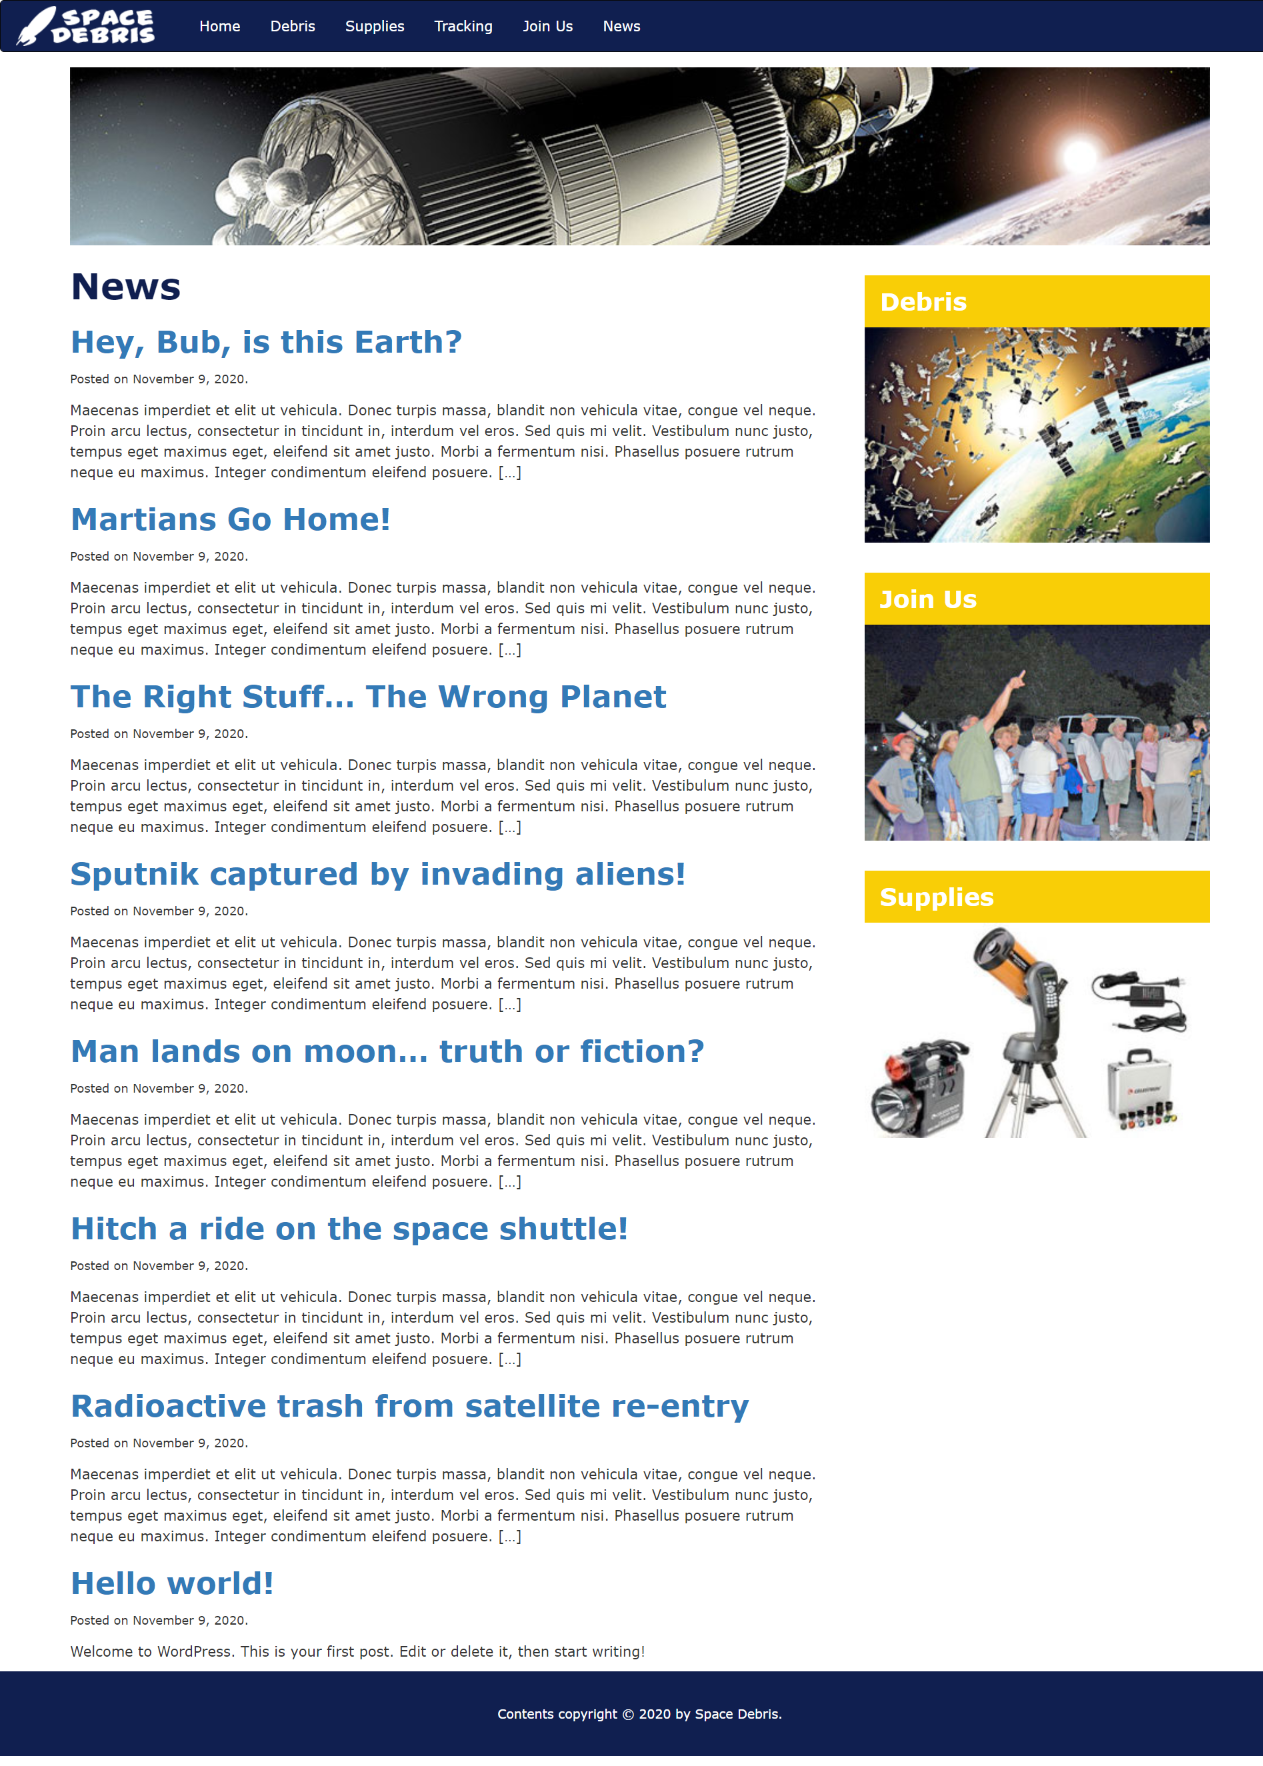 SPACE DEBRIS
Home Debris Supplies Tracking Join Us News
News
Hey, Bub, is this Earth?
Posted on November 9, 2020.
Maecenas imperdiet et elit ut vehicula. Donec turpis massa, blandit non vehicula vitae, congue vel neque.
Proin arcu lectus, consectetur in tincidunt in, interdum vel eros. Sed quis mi velit. Vestibulum nunc justo,
tempus eget maximus eget, eleifend sit amet justo. Morbi a fermentum nisi. Phasellus posuere rutrum
neque eu maximus. Integer condimentum eleifend posuere. […]
Martians Go Home!
Posted on November 9, 2020.
Maecenas imperdiet et elit ut vehicula. Donec turpis massa, blandit non vehicula vitae, congue vel neque.
Proin arcu lectus, consectetur in tincidunt in, interdum vel eros. Sed quis mi velit. Vestibulum nunc justo,
tempus eget maximus eget, eleifend sit amet justo. Morbi a fermentum nisi. Phasellus posuere rutrum
neque eu maximus. Integer condimentum eleifend posuere. […]
The Right Stuff… The Wrong Planet
Posted on November 9, 2020.
Maecenas imperdiet et elit ut vehicula. Donec turpis massa, blandit non vehicula vitae, congue vel neque.
Proin arcu lectus, consectetur in tincidunt in, interdum vel eros. Sed quis mi velit. Vestibulum nunc justo,
tempus eget maximus eget, eleifend sit amet justo. Morbi a fermentum nisi. Phasellus posuere rutrum
neque eu maximus. Integer condimentum eleifend posuere. […]
Sputnik captured by invading aliens!
Posted on November 9, 2020.
Maecenas imperdiet et elit ut vehicula. Donec turpis massa, blandit non vehicula vitae, congue vel neque.
Proin arcu lectus, consectetur in tincidunt in, interdum vel eros. Sed quis mi velit. Vestibulum nunc justo,
tempus eget maximus eget, eleifend sit amet justo. Morbi a fermentum nisi. Phasellus posuere rutrum
neque eu maximus. Integer condimentum eleifend posuere. […]
Man lands on moon… truth or fiction?
Posted on November 9, 2020.
Maecenas imperdiet et elit ut vehicula. Donec turpis massa, blandit non vehicula vitae, congue vel neque.
Proin arcu lectus, consectetur in tincidunt in, interdum vel eros. Sed quis mi velit. Vestibulum nunc justo,
tempus eget maximus eget, eleifend sit amet justo. Morbi a fermentum nisi. Phasellus posuere rutrum
neque eu maximus. Integer condimentum eleifend posuere. […]
Hitch a ride on the space shuttle!
Posted on November 9, 2020.
Maecenas imperdiet et elit ut vehicula. Donec turpis massa, blandit non vehicula vitae, congue vel neque.
Proin arcu lectus, consectetur in tincidunt in, interdum vel eros. Sed quis mi velit. Vestibulum nunc justo,
tempus eget maximus eget, eleifend sit amet justo. Morbi a fermentum nisi. Phasellus posuere rutrum
neque eu maximus. Integer condimentum eleifend posuere. […]
Radioactive trash from satellite re-entry
Posted on November 9, 2020.
Maecenas imperdiet et elit ut vehicula. Donec turpis massa, blandit non vehicula vitae, congue vel neque.
Proin arcu lectus, consectetur in tincidunt in, interdum vel eros. Sed quis mi velit. Vestibulum nunc justo,
tempus eget maximus eget, eleifend sit amet justo. Morbi a fermentum nisi. Phasellus posuere rutrum
neque eu maximus. Integer condimentum eleifend posuere. […]
Hello world!
Posted on November 9, 2020.
Welcome to WordPress. This is your first post. Edit or delete it, then start writing!
Debris
Join Us
Supplies
CELESTRON
Contents copyright © 2020 by Space Debris.